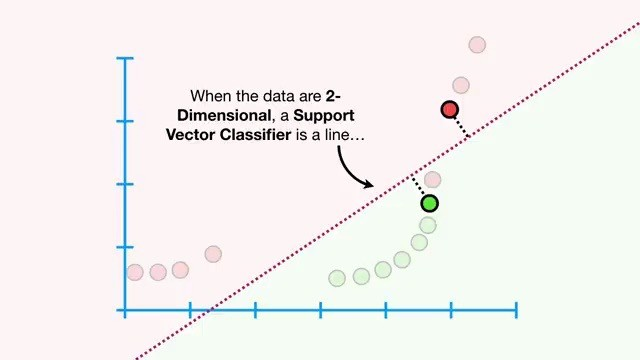 When the data are 2-
Dimensional, a Support
Vector Classifier is a line…